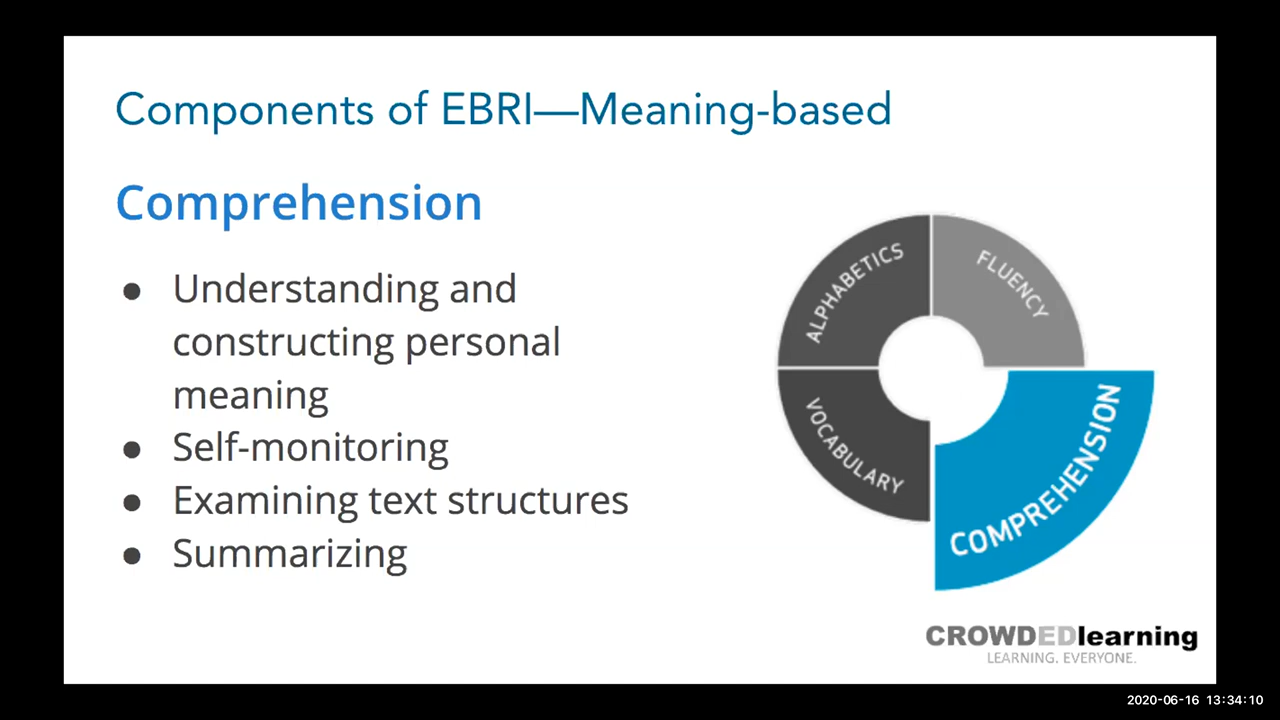 Components of EBRI—Meaning-based
Comprehension
● Understanding and
constructing personal
meaning
● Self-monitoring
● Examining text structures
● Summarizing
ALPHABETICS
FLUENCY
VOCABULARY
COMPREHENSION
CROWDEDlearning
LEARNING. EVERYONE.
2020-06-16 13:34:10